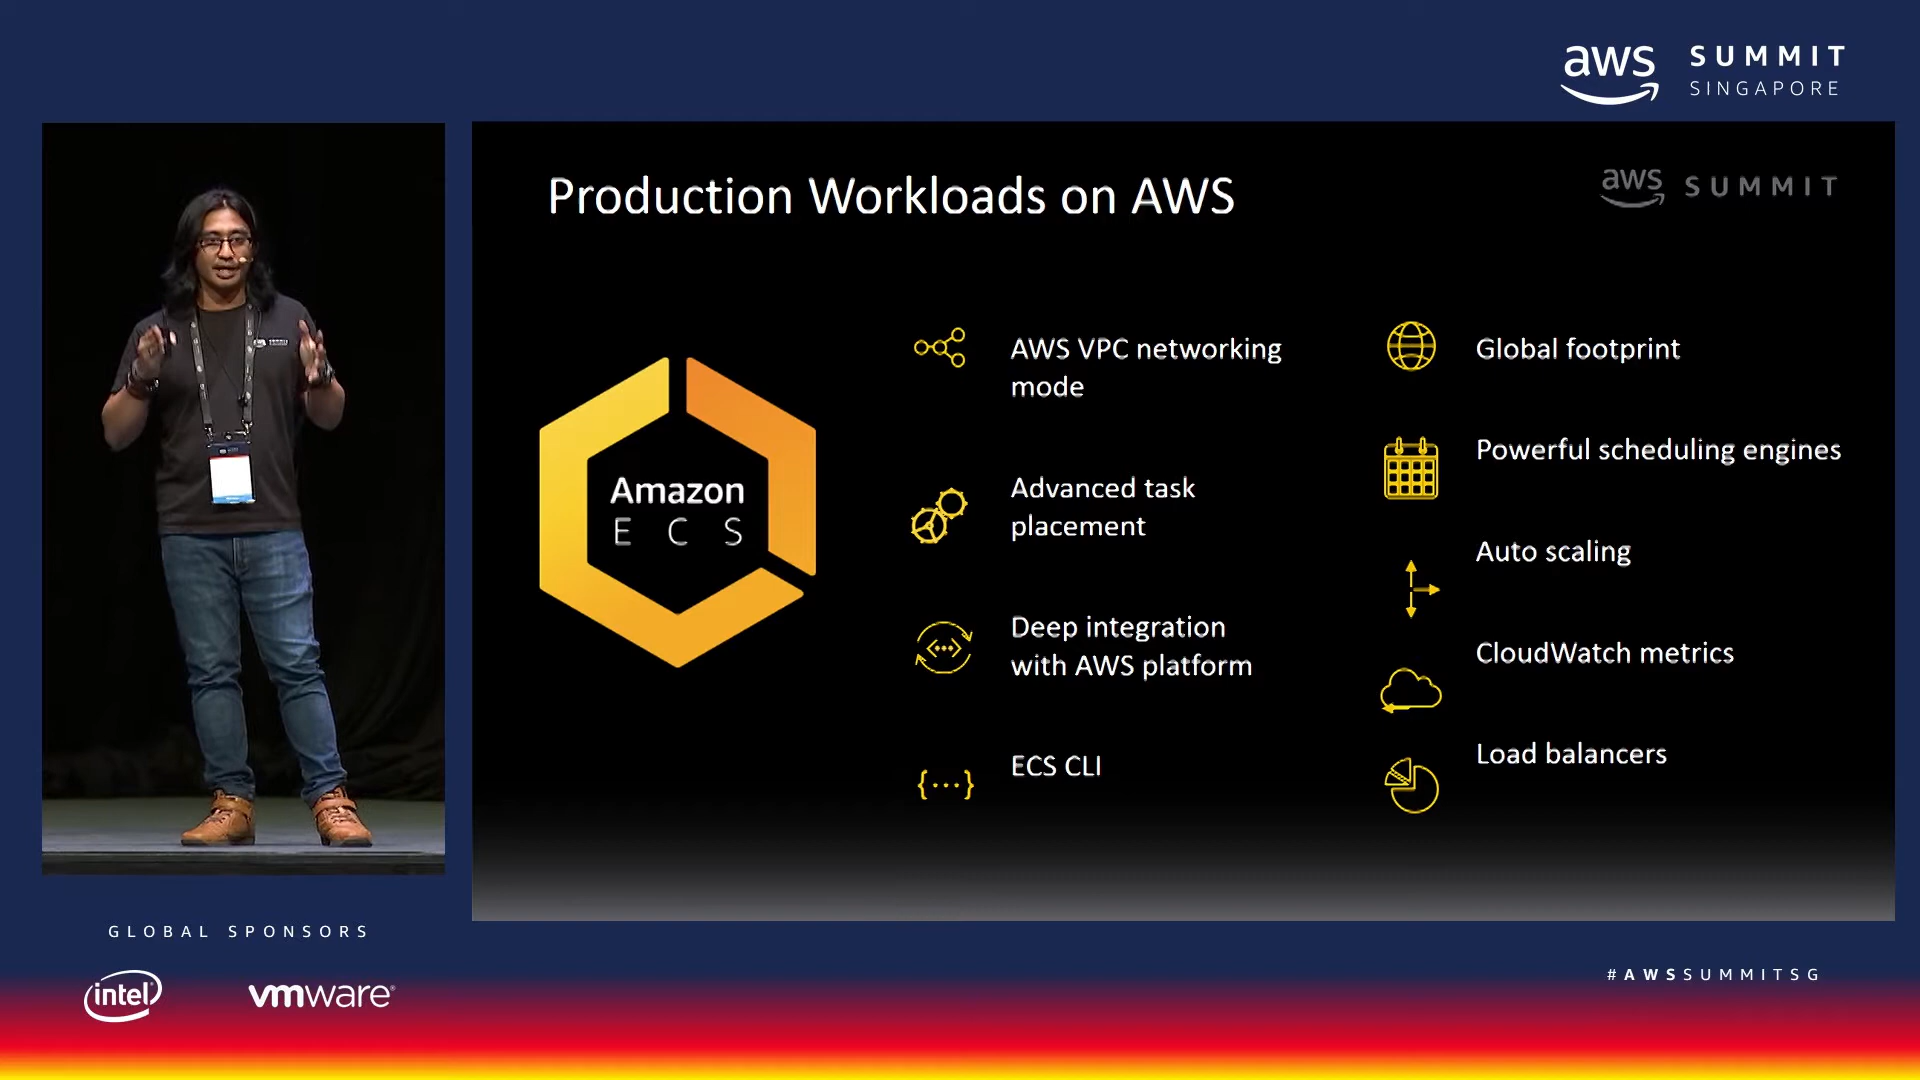 aws SUMMIT
SINGAPORE
Production Workloads on AWS
aws SUMMIT
Amazon
ECS
AWS VPC networking
mode
Advanced task
placement
Deep integration
with AWS platform
{...} ECS CLI
Global footprint
Powerful scheduling engines
Auto scaling
CloudWatch metrics
Load balancers
GLOBAL SPONSORS
intel
vmware®
#AWSSUMMITSG